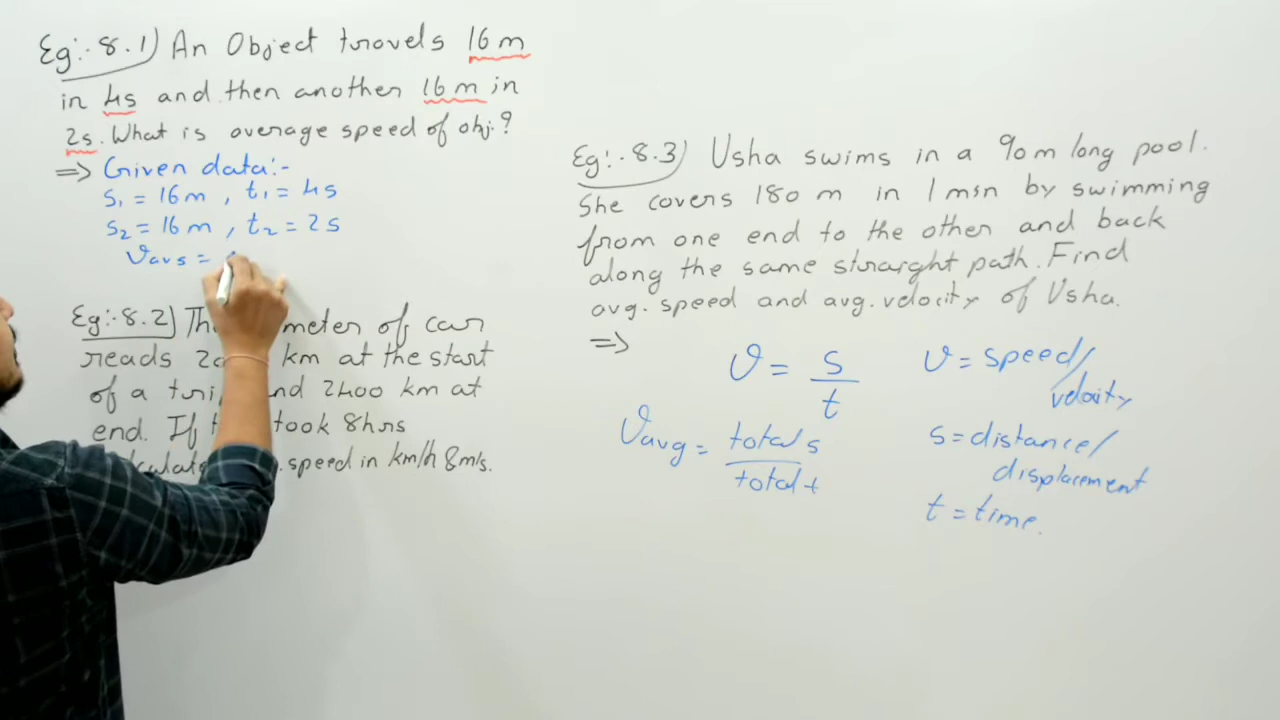 Eg:- 8.1) An Object travels 16 m
in 4s and then another 16 m in
2s. What is average speed of obj.?
=> Given data:-
s1 = 16 m , t1 = 4s
s2 = 16 m , t2 = 2s
Vavg =
Eg:- 8.2) meter of car
reads km at the start
of a 2400 km at
end. If took 8hrs
speed in km/h & m/s.
Eg:- 8.3) Usha swims in a 90 m long pool.
She covers 180 m in 1 min by swimming
from one end to the other and back
along the same straight path. Find
avg. speed and avg. velocity of Usha.
=>
v = s/t
Vavg = total s/total t
v = speed/
velocity
s = distance/
displacement
t = time.